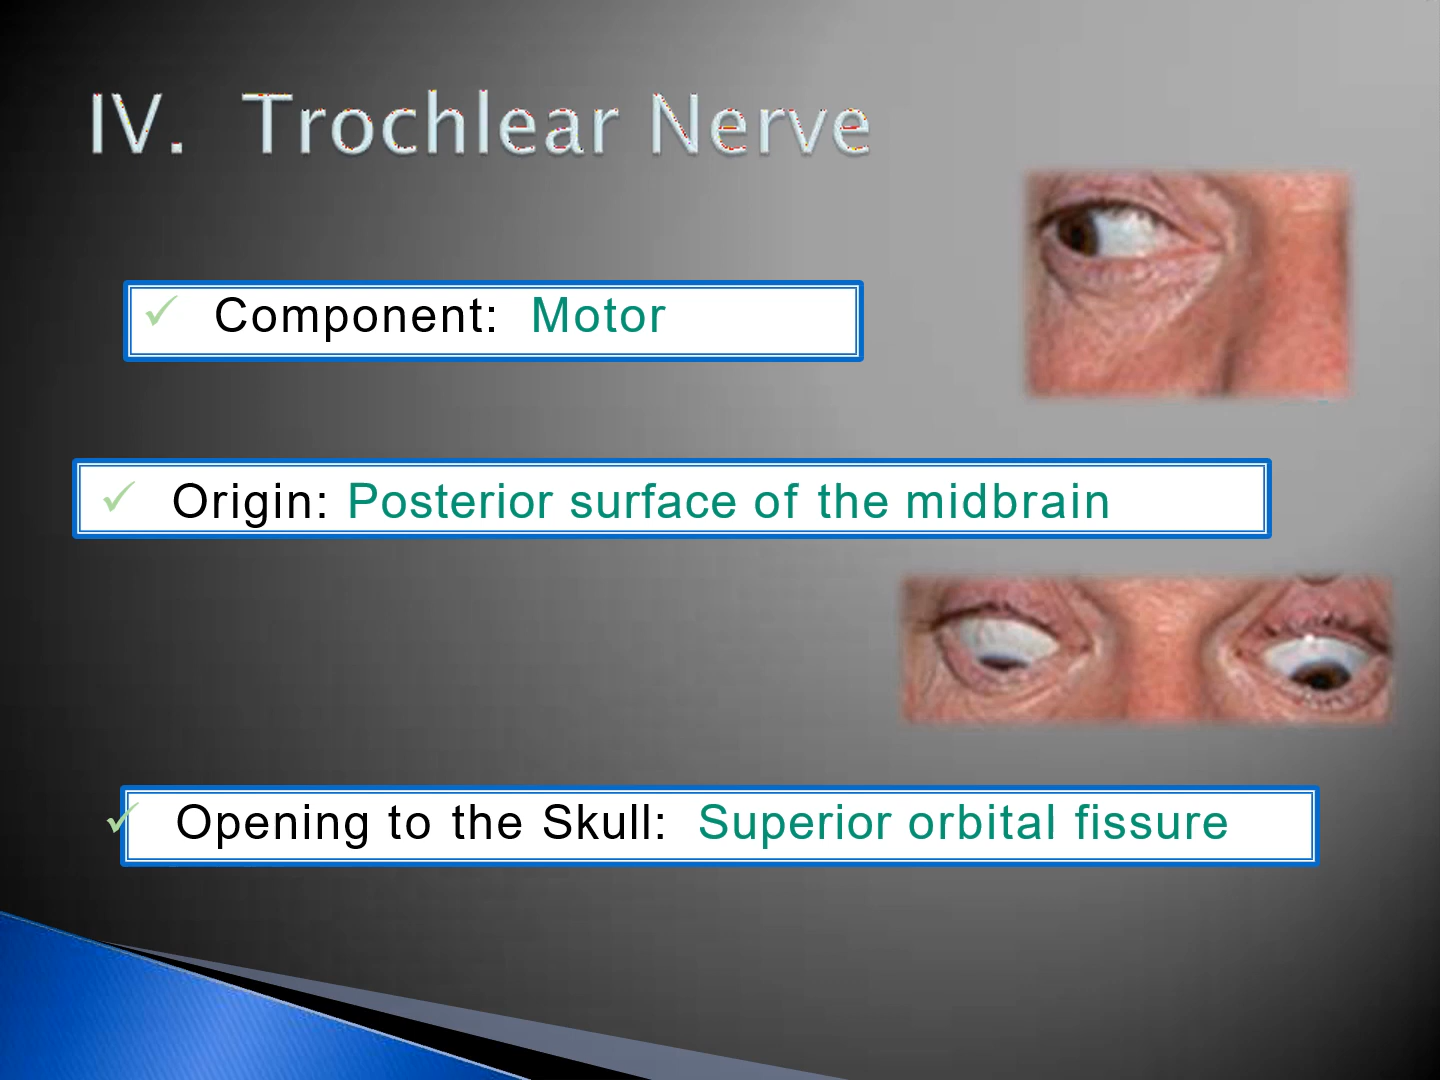 IV. Trochlear Nerve
✓ Component: Motor
✓ Origin: Posterior surface of the midbrain
✓ Opening to the Skull: Superior orbital fissure